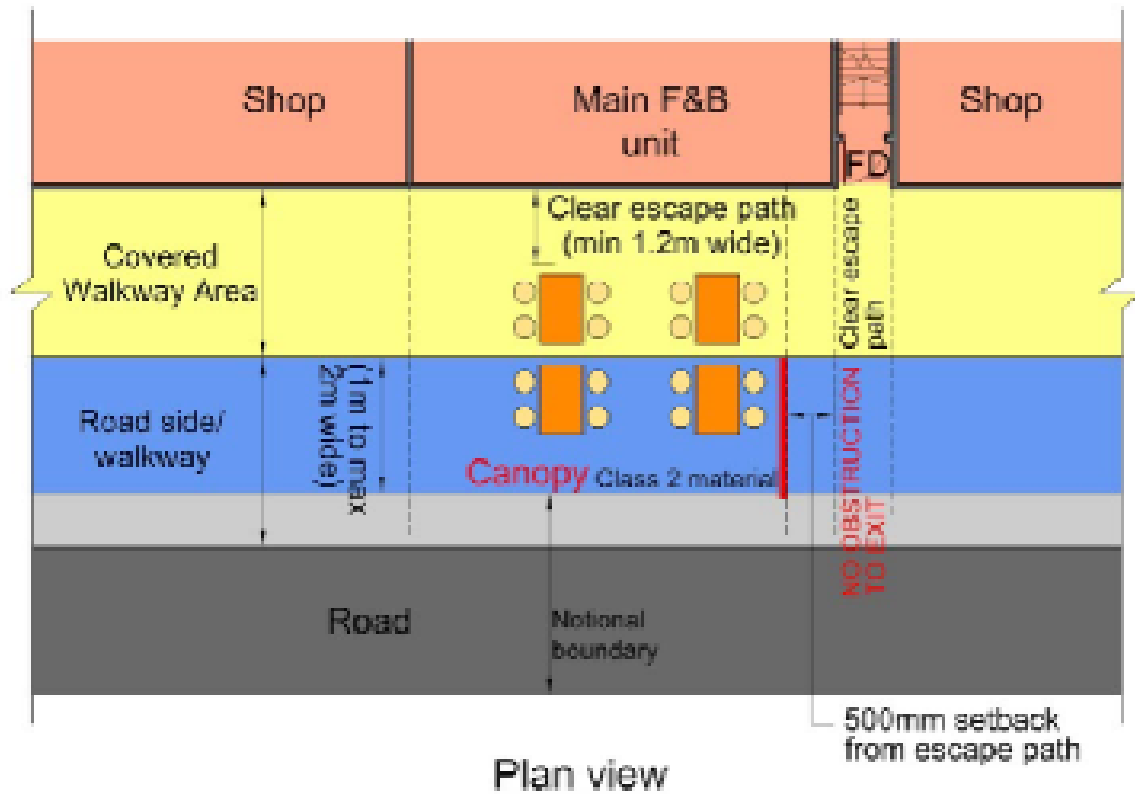 Shop
Main F&B
unit
Shop
FD
Clear escape path
(min 1.2m wide)
Clear escape
path
Covered
Walkway Area
Road side/
walkway
(1m to max
2m wide)
Canopy Class 2 material
NO OBSTRUCTION
TO EXIT
Road
Notional
boundary
500mm setback
from escape path
Plan view